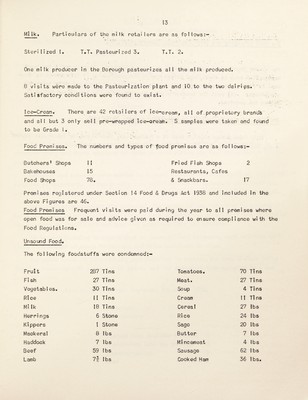 13
Milk. Particulars of the milk retailers are as follows:-
Sterilized 1. T.T. Pasteurised 3. T.T. 2.
One milk producer in the Borough pasteurizes all the milk produced.
8 visits were made to the Pasteurization plant and 10 to the two dairies.
Satisfactory conditions were found to exist.
Ice-Cream. There are 42 retailers of ice-cream, all of proprietary brands
and all but 3 only sell pre-wrapped ice-cream. 5 samples were taken and found
to be Grade 1.
Food Premises. The numbers and types of food premises are as follows:-
Butchers' Shops 11 Fried Fish Shops 2
Bakehouses 15 Restaurants, Cafes
Food Shops 70. & Snackbars. 17
Premises registered under Section 14 Food & Drugs Act 1938 and included in the
above figures are 46.
Food Premises Frequent visits were paid during the year to all premises where
open food was for sale and advice given as required to ensure compliance with the
Food Regulations.
Unsound Food.
The following foodstuffs were condemned:-
Fruit 287 Tins Tomatoes. 70 Tins
Fish 27 Tins Meat. 27 Tins
Vegetables. 30 Tins Soup 4 Tins
Rice 11 Tins Cream 11 Tins
Milk 18 Tins Cereal 27 lbs
Herrings 6 Stone Rice 24 lbs
Kippers 1 Stone Sago 20 lbs
Mackeral 8 lbs Butter 7 lbs
Haddock 7 lbs Mincemeat 4 lbs
Beef 59 lbs Sausage 62 lbs
Lamb 7½ lbs Cooked Ham 36 lbs.